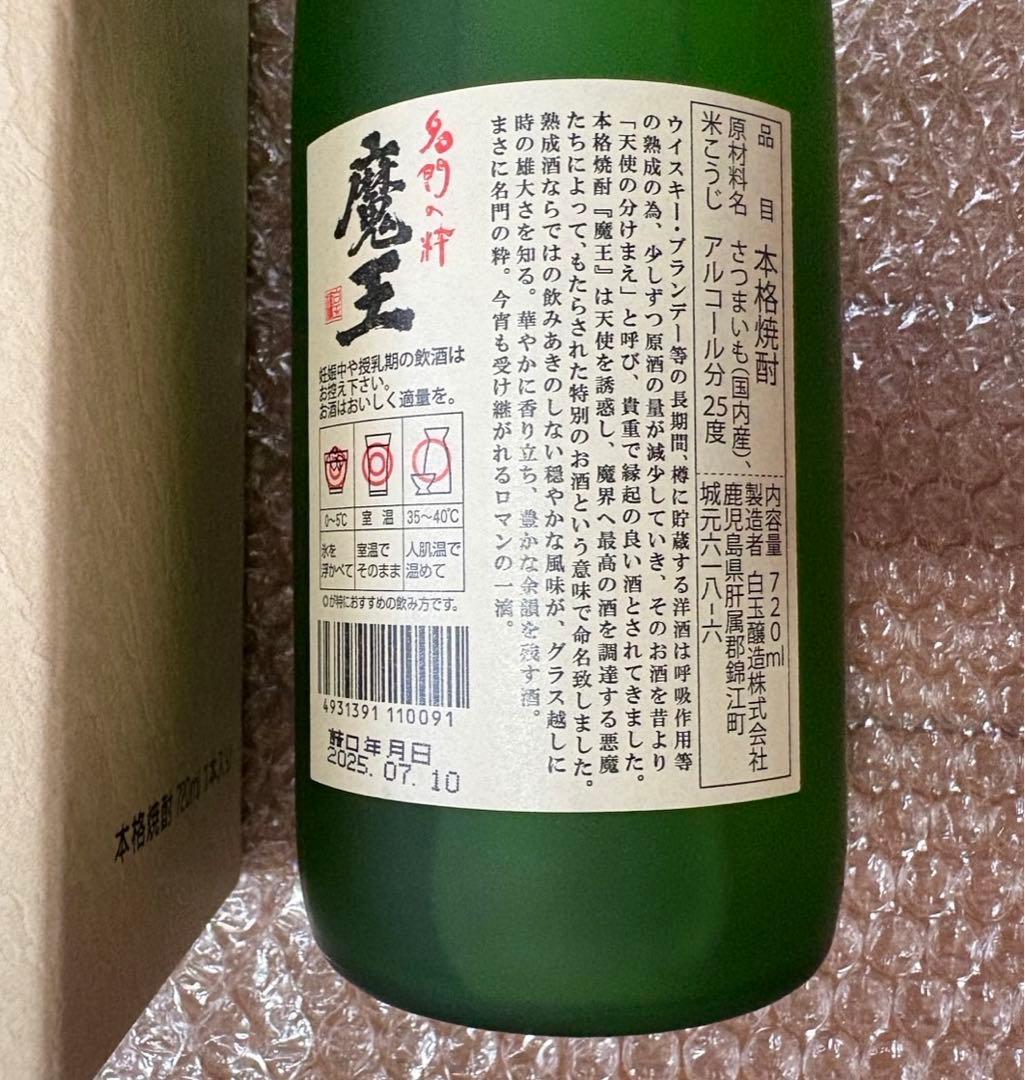 品目 本格焼酎
原材料名 さつまいも(国内産)、
米こうじ アルコール分 25度
内容量 720ml
製造者 白玉醸造株式会社
鹿児島県肝属郡錦江町
城元六一八-六
ウイスキー・ブランデー等の長期間、樽に貯蔵する洋酒は呼吸作用等
の熟成の為、少しずつ原酒の量が減少していき、そのお酒を昔より
「天使の分けまえ」と呼び、貴重で縁起の良い酒とされてきました。
本格焼酎『魔王』は天使を誘惑し、魔界へ最高の酒を調達する悪魔
たちによって、もたらされた特別のお酒という意味で命名致しました。
熟成酒ならではの飲みあきのしない穏やかな風味が、グラス越しに
時の雄大さを知る。華やかに香り立ち、豊かな余韻を残す酒。
まさに名門の粋。今宵も受け継がれるロマンの一滴。
名門の粋
魔王
妊娠中や授乳期の飲酒は
お控え下さい。
お酒はおいしく適量を。
0~5℃ 室温 35~40℃
氷を 室温で 人肌温で
浮かべて そのまま 温めて
○が特におすすめの飲み方です。
4931391 110091
詰口年月日
2025.07.10
本格焼酎 720ml 1本入り